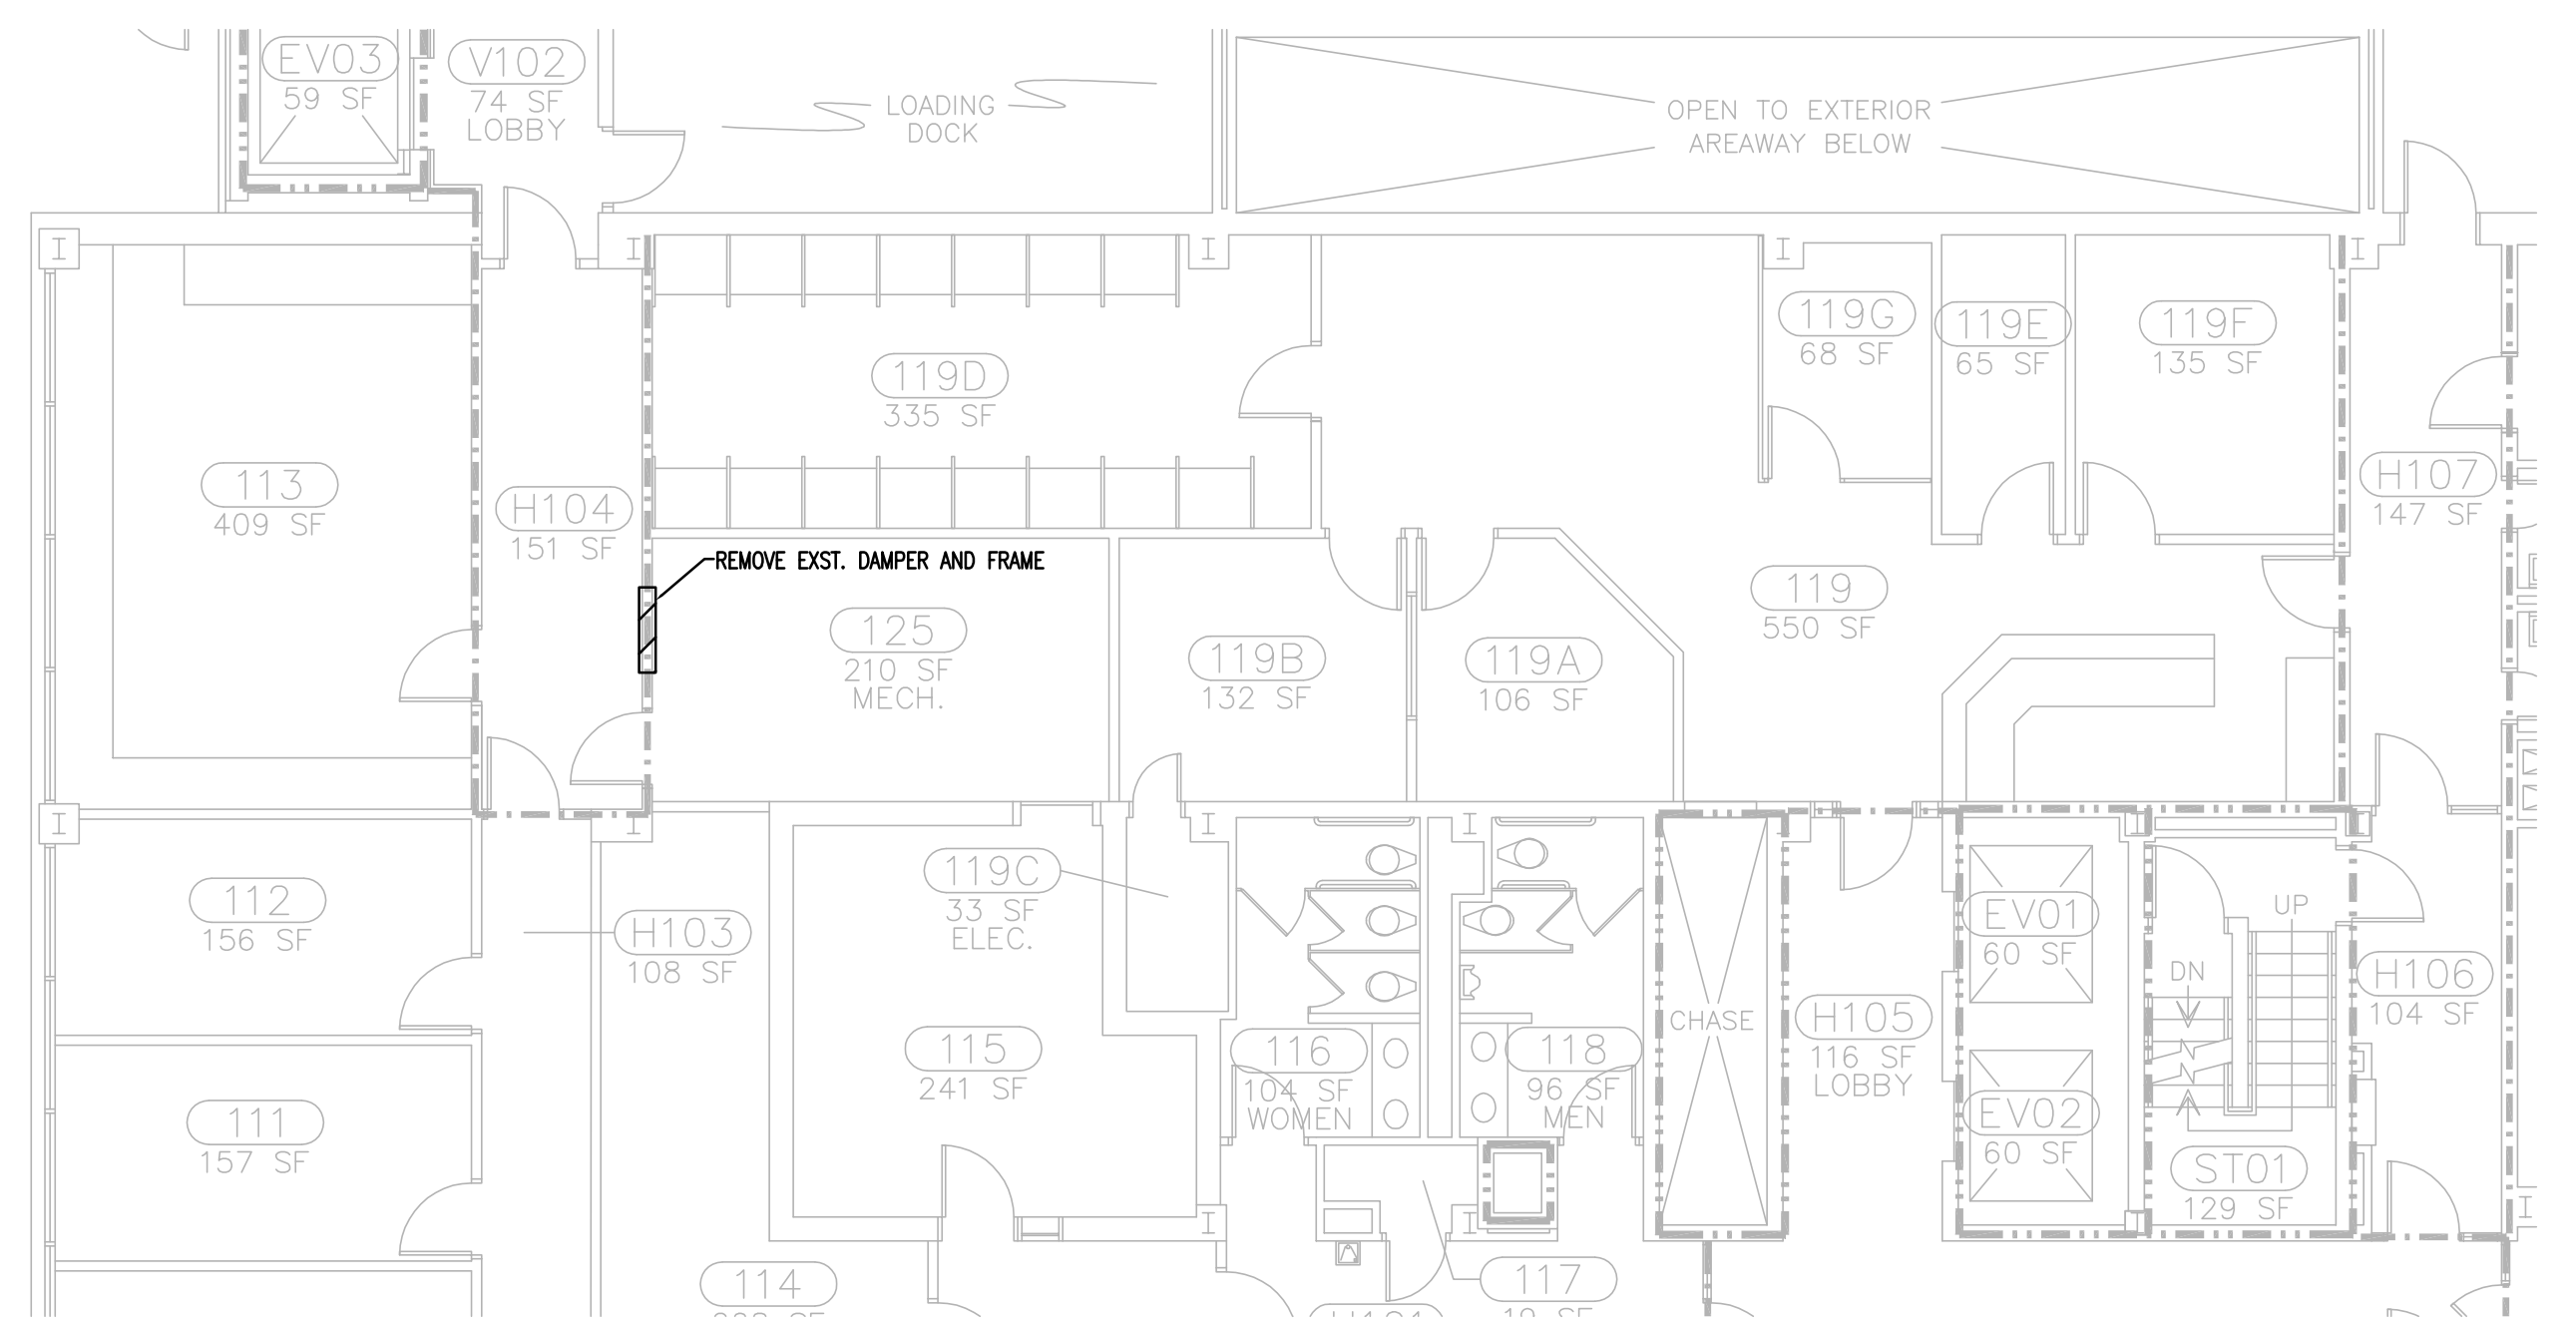 EV03
59 SF
V102
74 SF
LOBBY
LOADING
DOCK
OPEN TO EXTERIOR
AREAWAY BELOW
119G
68 SF
119E
65 SF
119F
135 SF
119D
335 SF
113
409 SF
H104
151 SF
H107
147 SF
REMOVE EXST. DAMPER AND FRAME
125
210 SF
MECH.
119B
132 SF
119A
106 SF
119
550 SF
112
156 SF
H103
108 SF
119C
33 SF
ELEC.
EV01
60 SF
UP
DN
H106
104 SF
CHASE
H105
116 SF
LOBBY
115
241 SF
116
104 SF
WOMEN
118
96 SF
MEN
111
157 SF
EV02
60 SF
ST01
129 SF
114
117